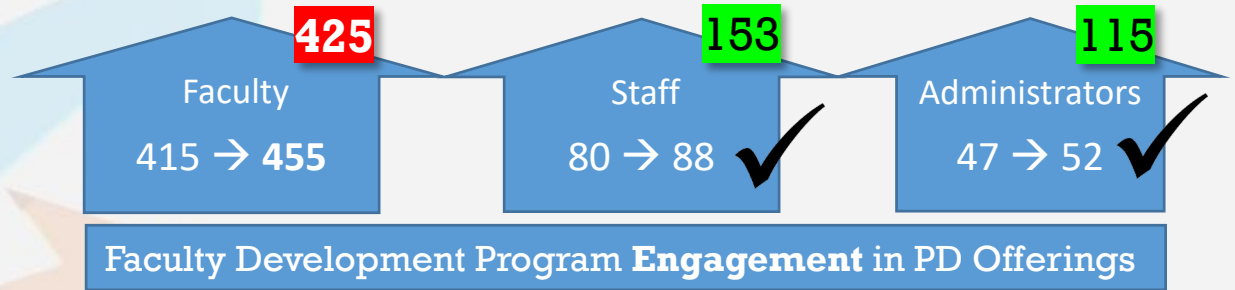 425
Faculty
415 → 455
153
Staff
80 → 88
115
Administrators
47 → 52
Faculty Development Program Engagement in PD Offerings